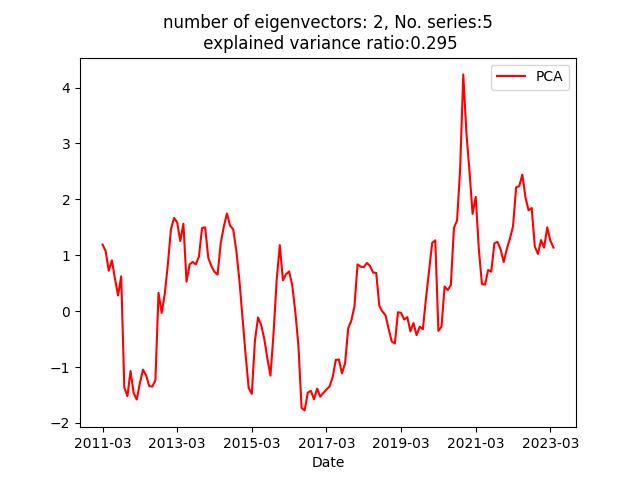 number of eigenvectors: 2, No. series:5
explained variance ratio:0.295
PCA
4
3
2
1
0
−1
−2
2011-03 2013-03 2015-03 2017-03 2019-03 2021-03 2023-03
Date